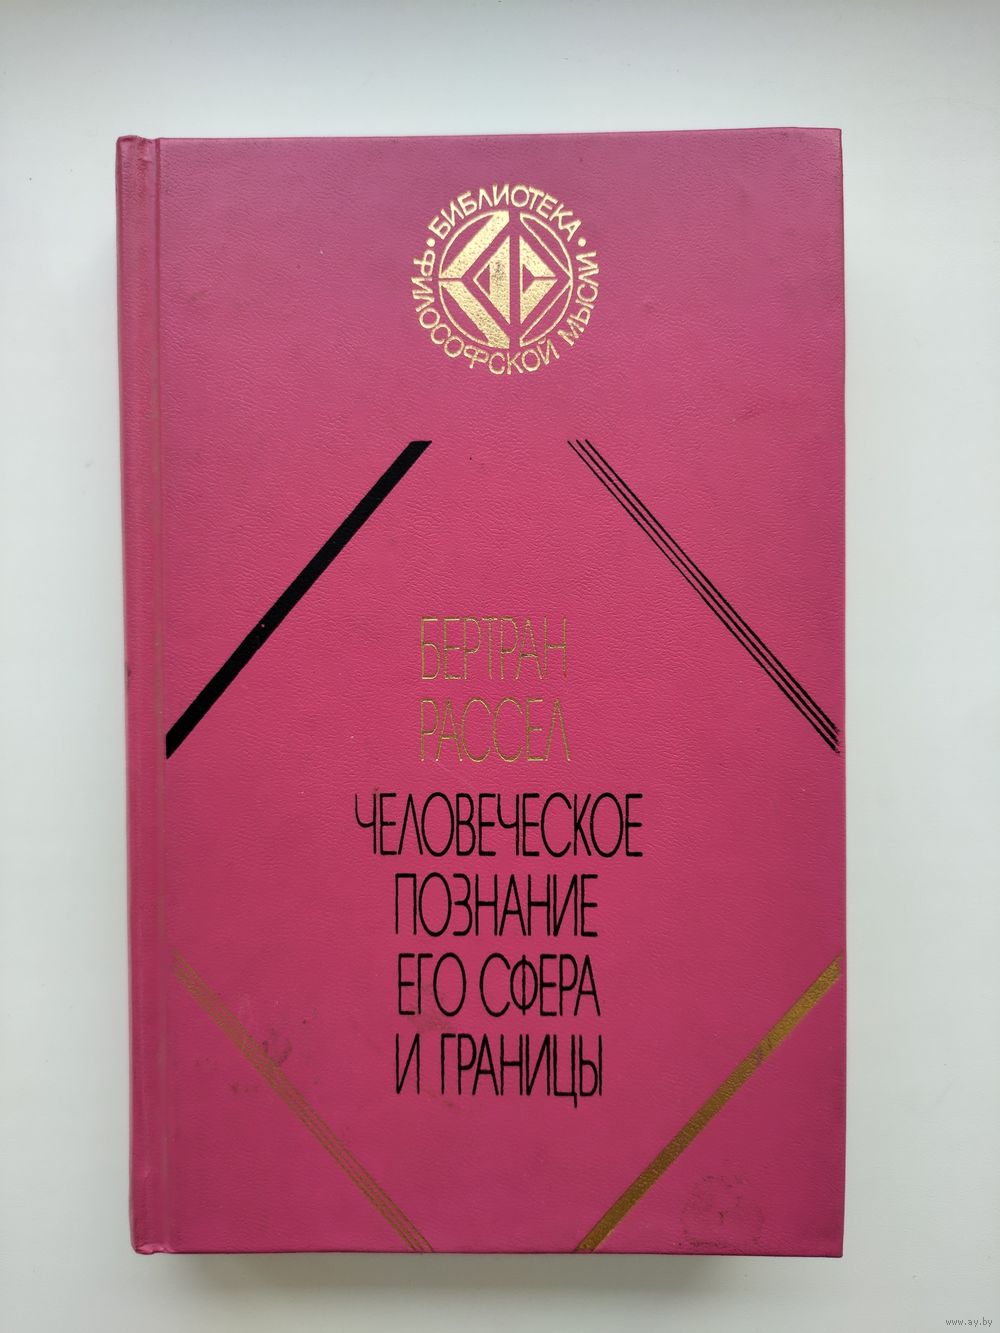 • БИБЛИОТЕКА •
ФИЛОСОФСКОЙ МЫСЛИ
БЕРТРАН
РАССЕЛ
ЧЕЛОВЕЧЕСКОЕ
ПОЗНАНИЕ
ЕГО СФЕРА
И ГРАНИЦЫ
www.ay.by